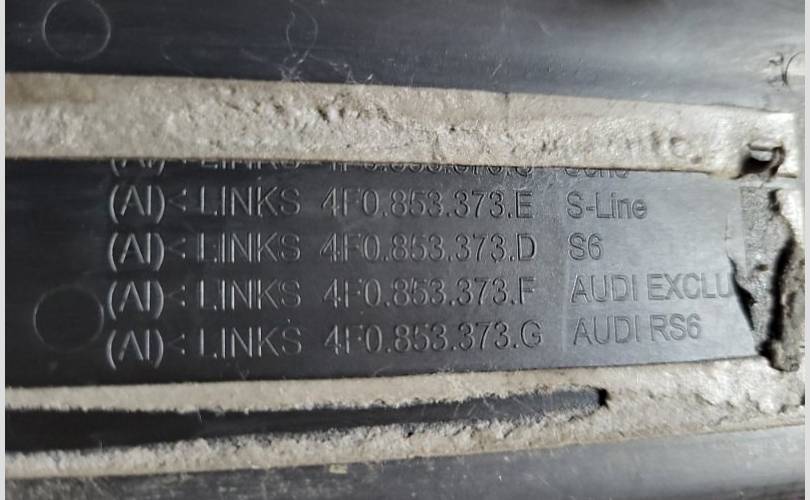 (AI)< LINKS 4F0.853.373.E S-Line
(AI)< LINKS 4F0.853.373.D S6
(AI)< LINKS 4F0.853.373.F AUDI EXCLU
(AI)< LINKS 4F0.853.373.G AUDI RS6